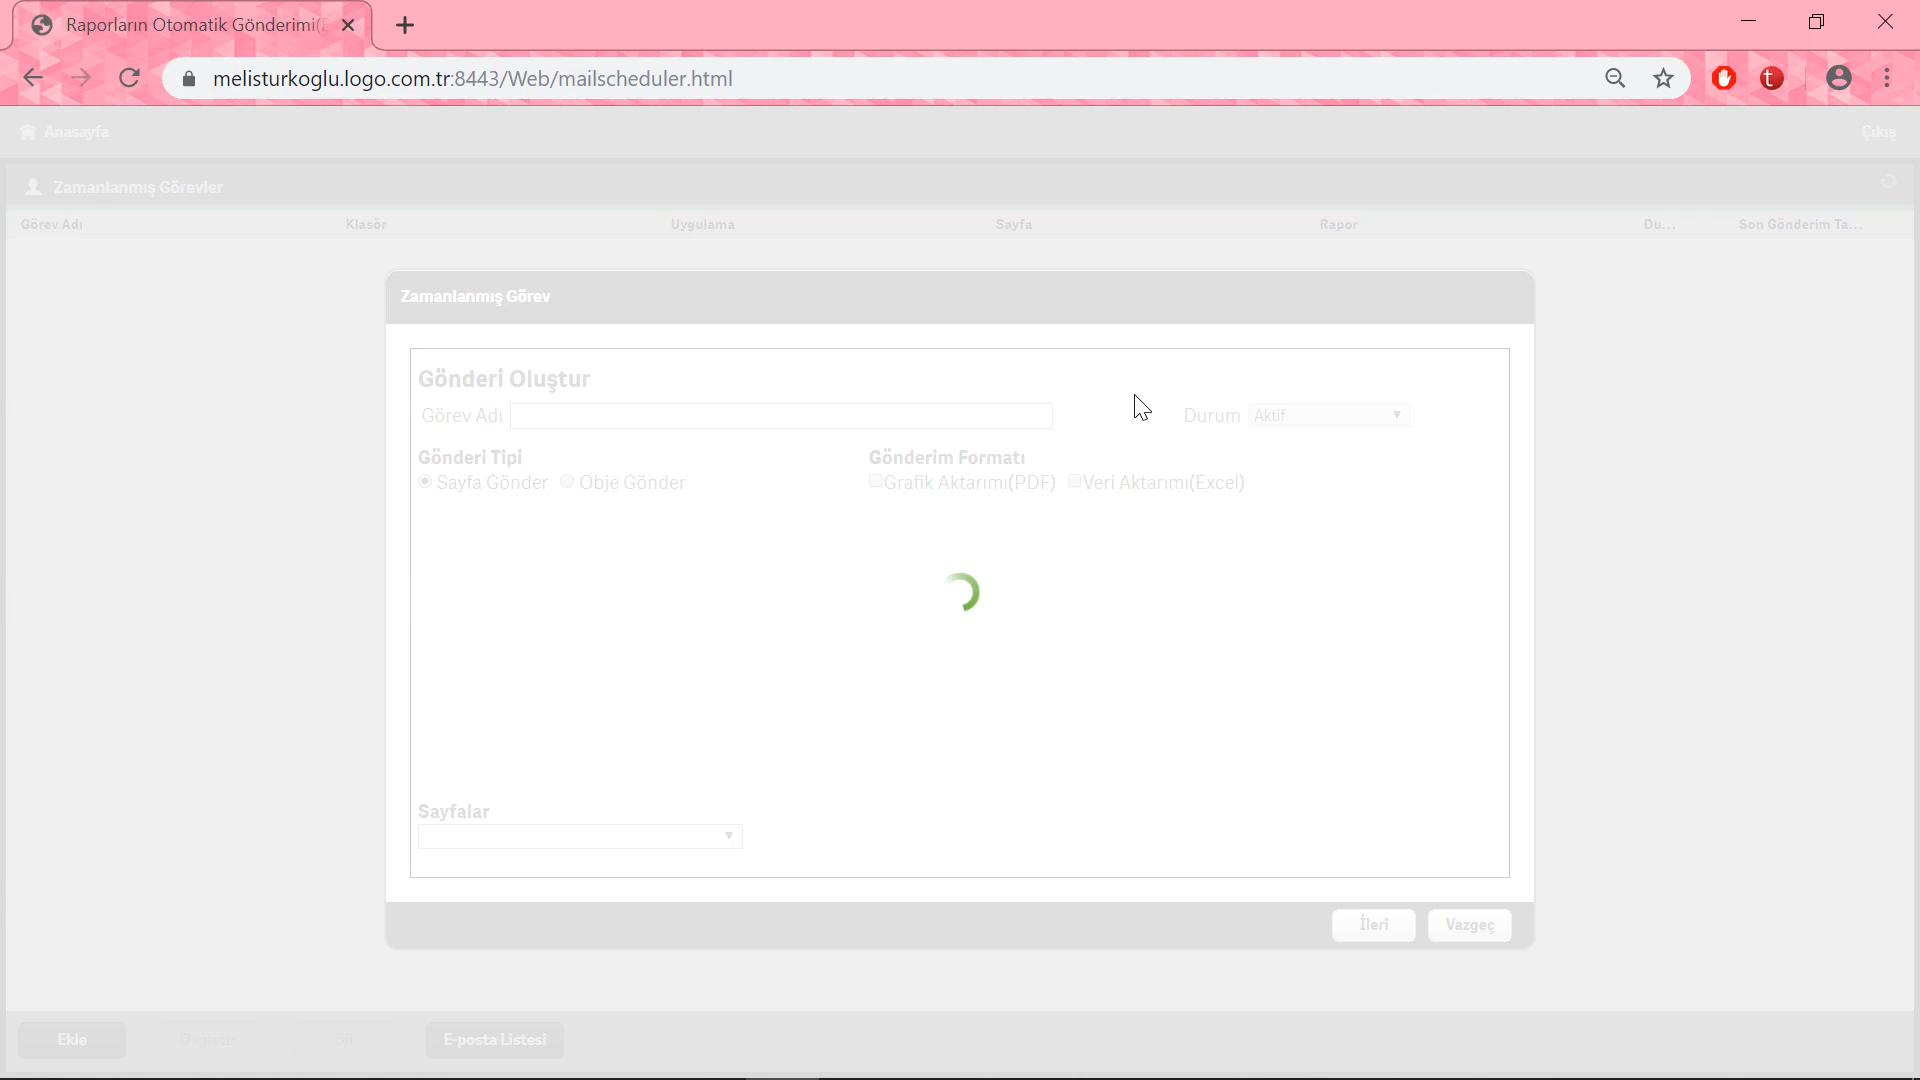 Raporların Otomatik Gönderimi(
melisturkoglu.logo.com.tr:8443/Web/mailscheduler.html
Anasayfa
Çıkış
Zamanlanmış Görevler
Görev Adı Klasör Uygulama Sayfa Rapor Du... Son Gönderim Ta...
Zamanlanmış Görev
Gönderi Oluştur
Görev Adı Durum Aktif
Gönderi Tipi Gönderim Formatı
Sayfa Gönder Obje Gönder Grafik Aktarımı(PDF) Veri Aktarımı(Excel)
Sayfalar
İleri Vazgeç
Ekle Sil E-posta Listesi